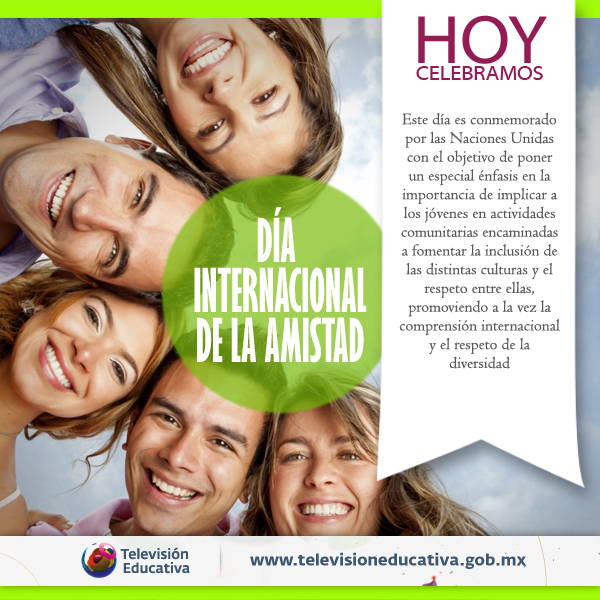 HOY
CELEBRAMOS
Este día es conmemorado
por las Naciones Unidas
con el objetivo de poner
un especial énfasis en la
importancia de implicar a
los jóvenes en actividades
comunitarias encaminadas
a fomentar la inclusión de
las distintas culturas y el
respeto entre ellas,
promoviendo a la vez la
comprensión internacional
y el respeto de la
diversidad
DÍA
INTERNACIONAL
DE LA AMISTAD
Televisión
Educativa
www.televisioneducativa.gob.mx